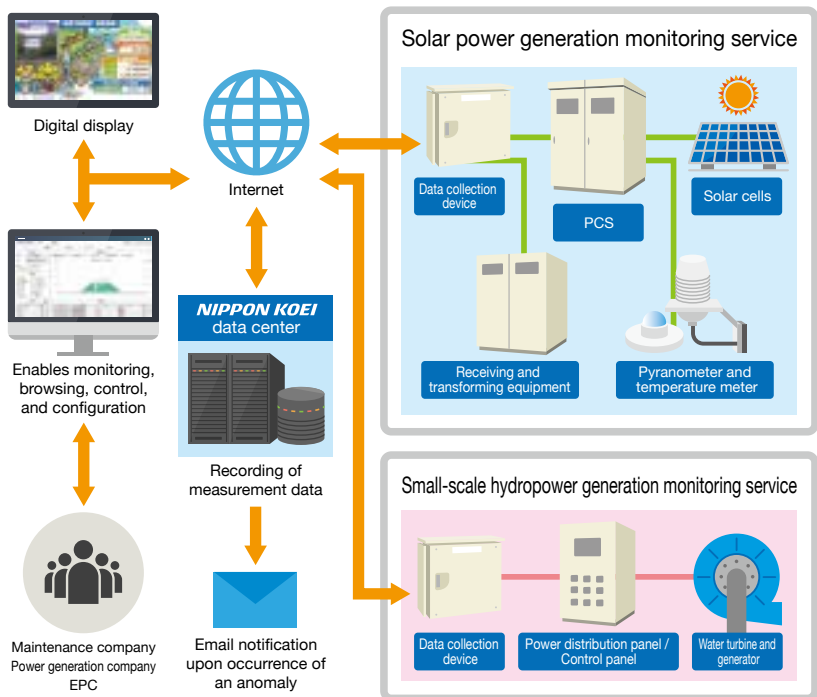 Digital display
Enables monitoring,
browsing, control,
and configuration
Maintenance company
Power generation company
EPC
Internet
NIPPON KOEI
data center
Recording of
measurement data
Email notification
upon occurrence of
an anomaly
Solar power generation monitoring service
Data collection
device
PCS
Solar cells
Receiving and
transforming equipment
Pyranometer and
temperature meter
Small-scale hydropower generation monitoring service
Data collection
device
Power distribution panel /
Control panel
Water turbine and
generator